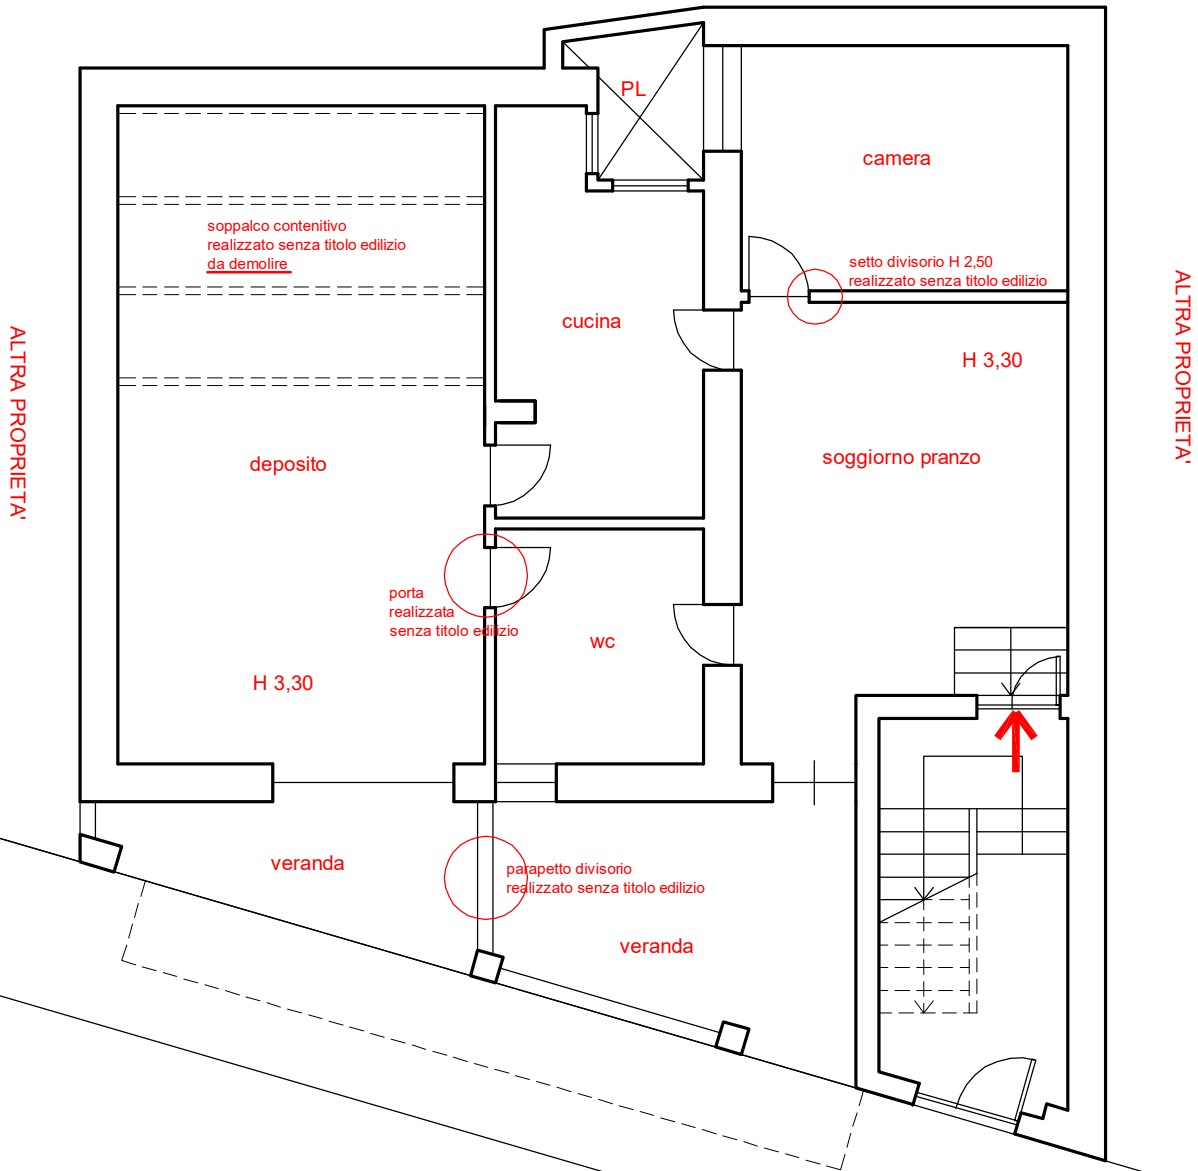 PL
camera
soppalco contenitivo
realizzato senza titolo edilizio
da demolire
setto divisorio H 2,50
realizzato senza titolo edilizio
ALTRA PROPRIETA'
ALTRA PROPRIETA'
cucina
H 3,30
deposito
soggiorno pranzo
porta
realizzata
senza titolo edilizio
wc
H 3,30
veranda
parapetto divisorio
realizzato senza titolo edilizio
veranda